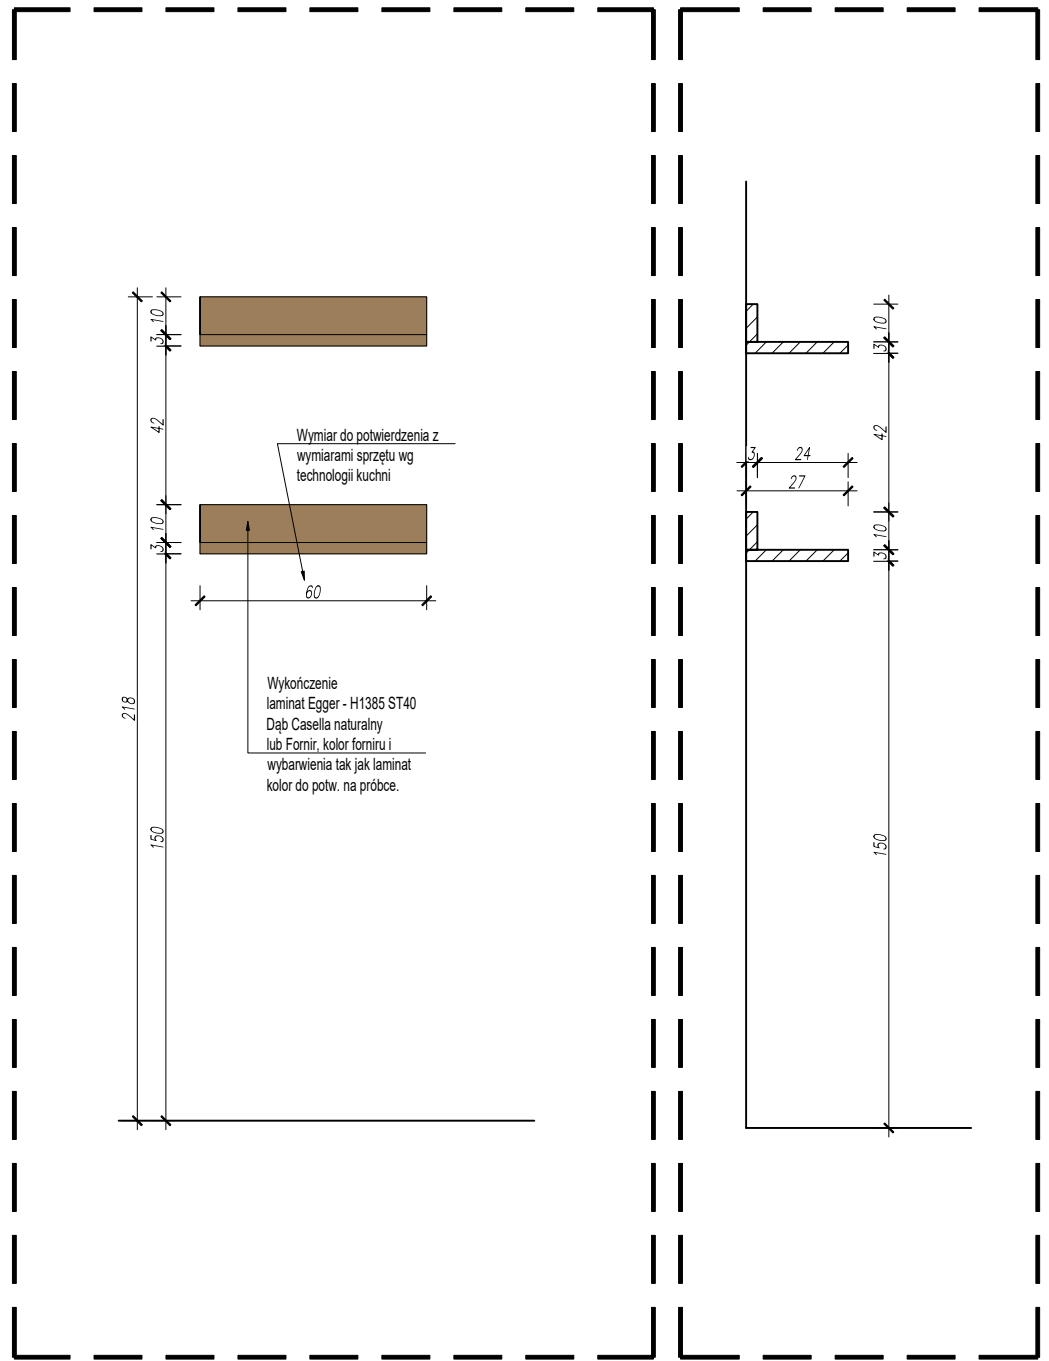 10
3
42
Wymiar do potwierdzenia z
wymiarami sprzętu wg
technologii kuchni
10
3
60
Wykończenie
laminat Egger - H1385 ST40
Dąb Casella naturalny
lub Fornir, kolor forniru i
wybarwienia tak jak laminat
kolor do potw. na próbce.
218
150
10
3
42
3
24
27
10
3
150